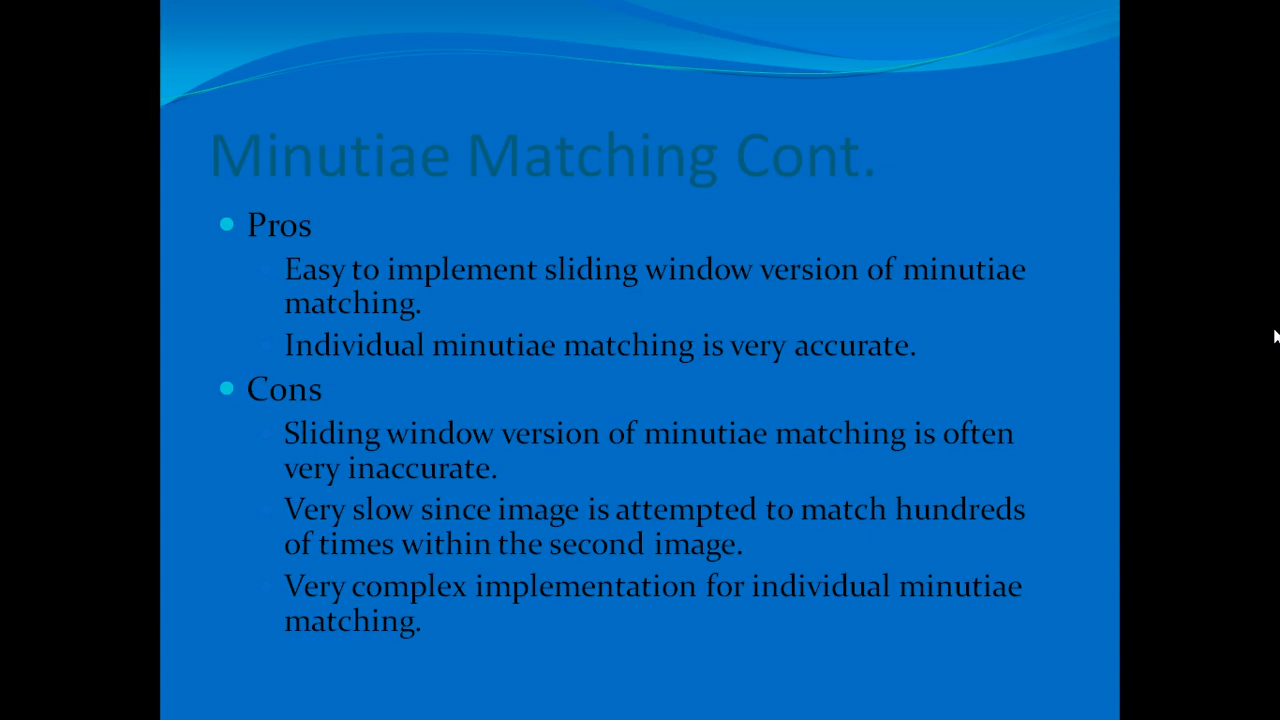 Minutiae Matching Cont.
Pros
Easy to implement sliding window version of minutiae
matching.
Individual minutiae matching is very accurate.
Cons
Sliding window version of minutiae matching is often
very inaccurate.
Very slow since image is attempted to match hundreds
of times within the second image.
Very complex implementation for individual minutiae
matching.